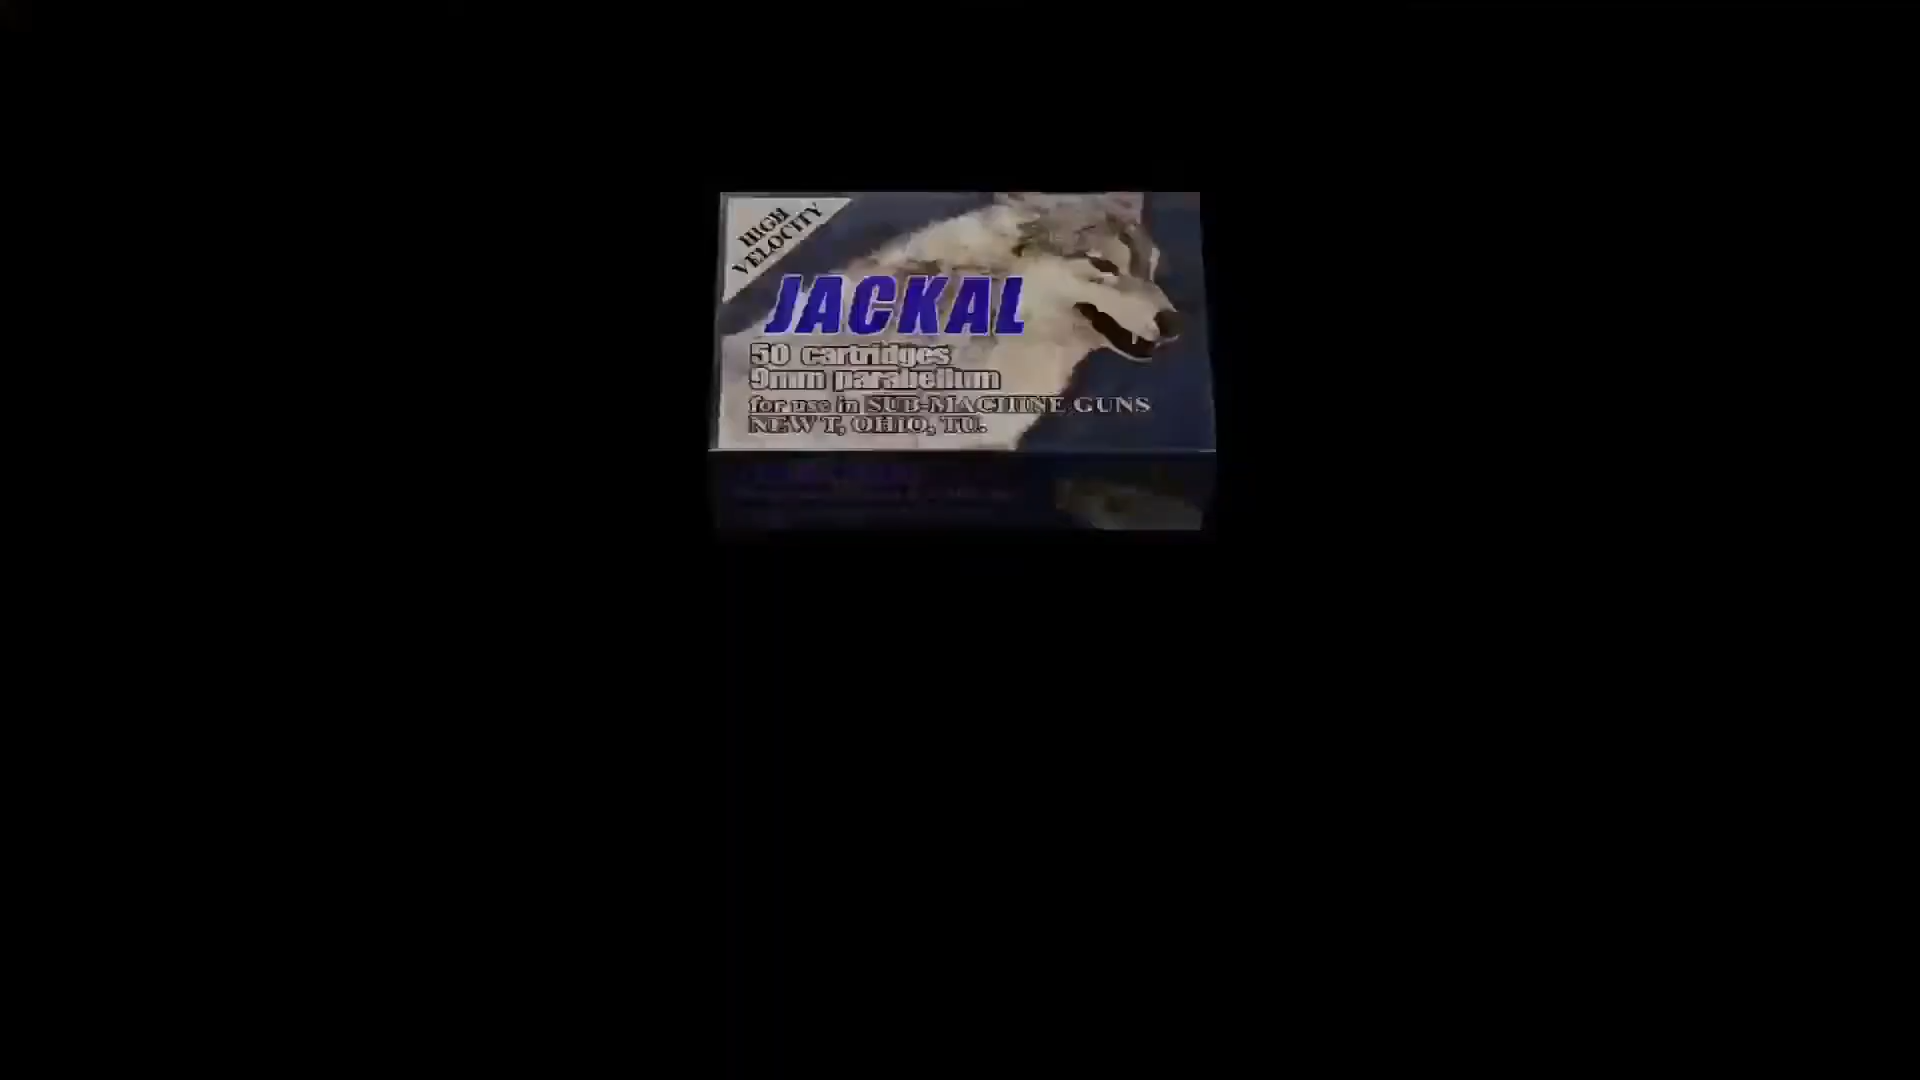 HIGH
VELOCITY
JACKAL
50 cartridges
9mm parabellum
for use in SUB-MACHINE GUNS
NEW T, OHIO, TU.